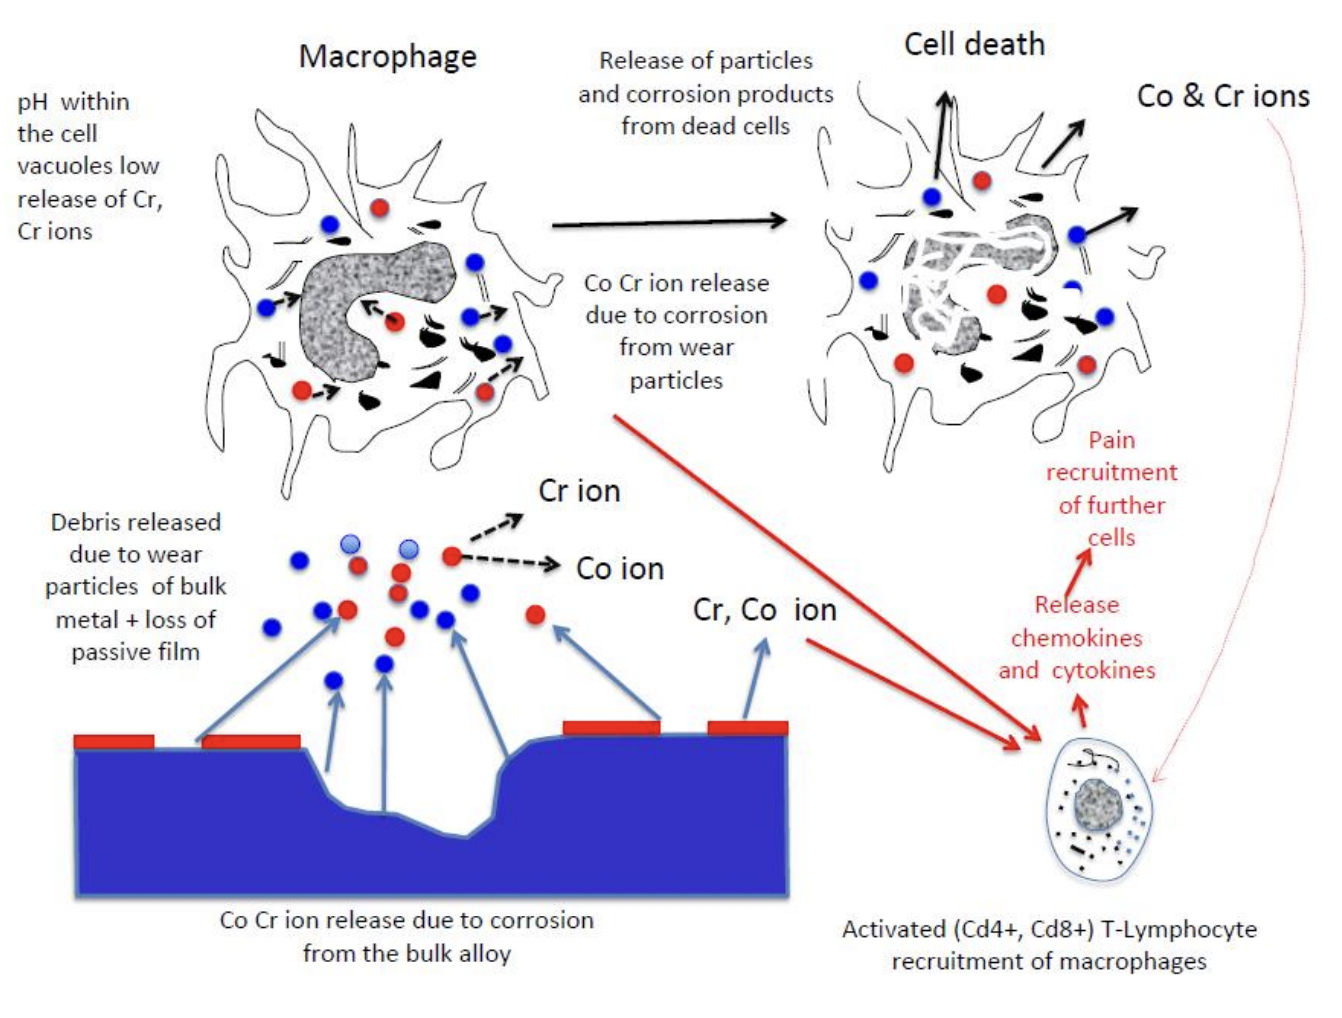 Macrophage
Release of particles
and corrosion products
from dead cells
Cell death
Co & Cr ions
pH within
the cell
vacuoles low
release of Cr,
Cr ions
Co Cr ion release
due to corrosion
from wear
particles
Pain
recruitment
of further
cells
Cr ion
Co ion
Debris released
due to wear
particles of bulk
metal + loss of
passive film
Cr, Co ion
Release
chemokines
and cytokines
Co Cr ion release due to corrosion
from the bulk alloy
Activated (Cd4+, Cd8+) T-Lymphocyte
recruitment of macrophages